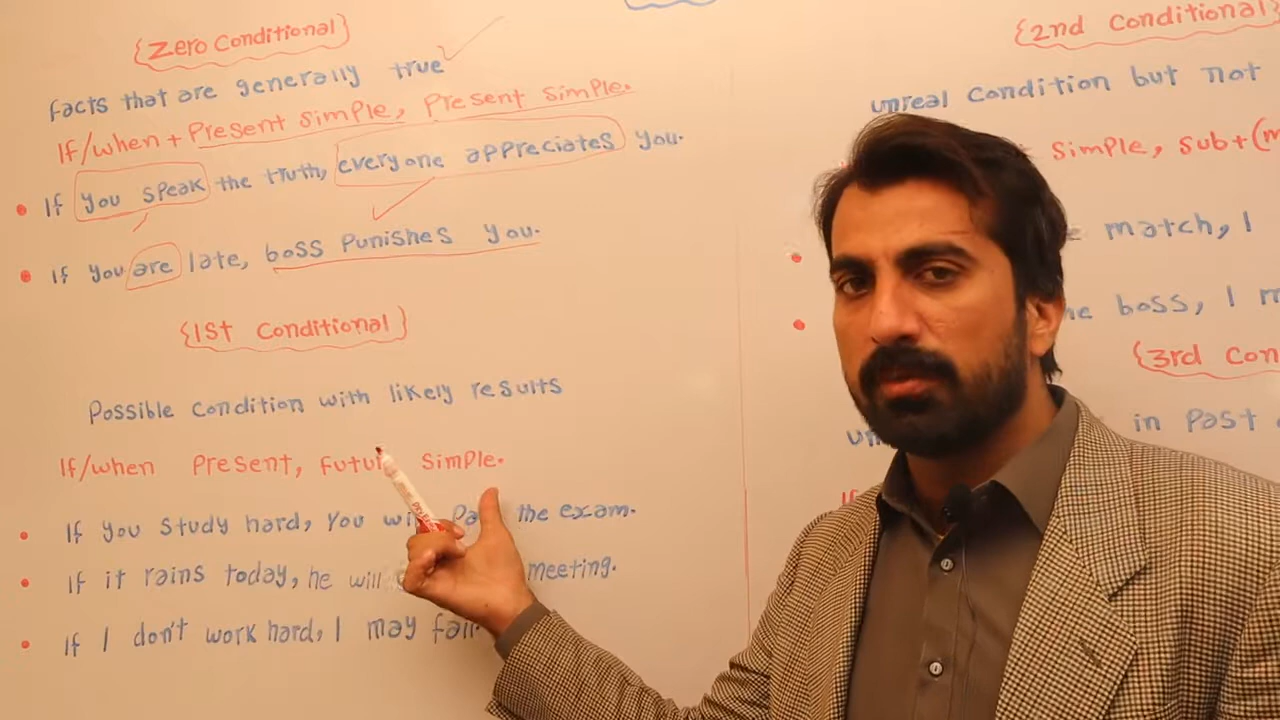 {Zero Conditional}
Facts that are generally true
If/when + Present simple, Present simple.
If you speak the truth, everyone appreciates you.
If you are late, boss Punishes you.
{1st Conditional}
Possible condition with likely results
If/when Present, Future simple.
If you study hard, You will Pass the exam.
If it rains today, he will meeting.
If I don't work hard, I may fail.
{2nd Conditional}
unreal Condition but not
simple, sub+(
match, I
boss, I
{3rd Con
in Past
If